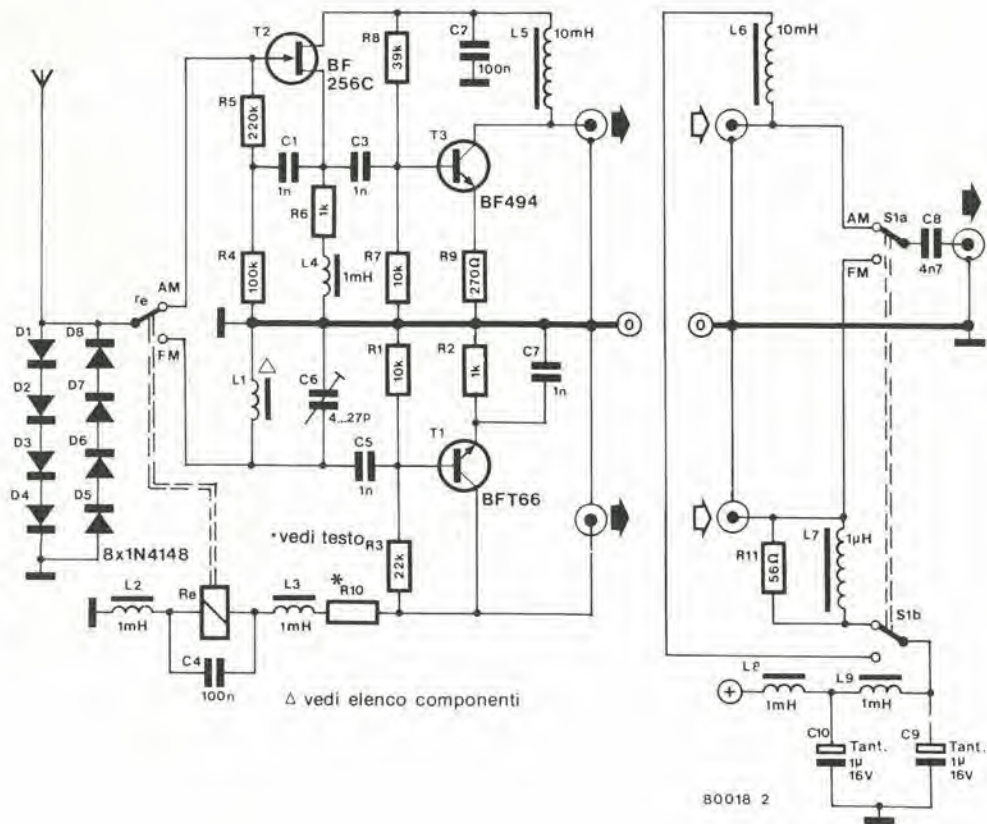 T2
BF
256C
R5
220k
C1
1n
R6
1k
L4
1mH
R4
100k
C3
1n
R8
39k
C2
100n
L5
10mH
T3
BF494
R7
10k
R9
270Ω
0
re
AM
FM
D1
D2
D3
D4
D8
D7
D6
D5
8x1N4148
L1
Δ
C6
4...27p
C5
1n
R1
10k
R2
1k
C7
1n
T1
BFT66
*vedi testo
R3
22k
*
R10
L2
1mH
Re
C4
100n
L3
1mH
Δ vedi elenco componenti
L6
10mH
AM
FM
S1a
C8
4n7
0
R11
56Ω
L7
1µH
S1b
+
L8
1mH
L9
1mH
C10
Tant.
1µ
16V
C9
Tant.
1µ
16V
80018 2